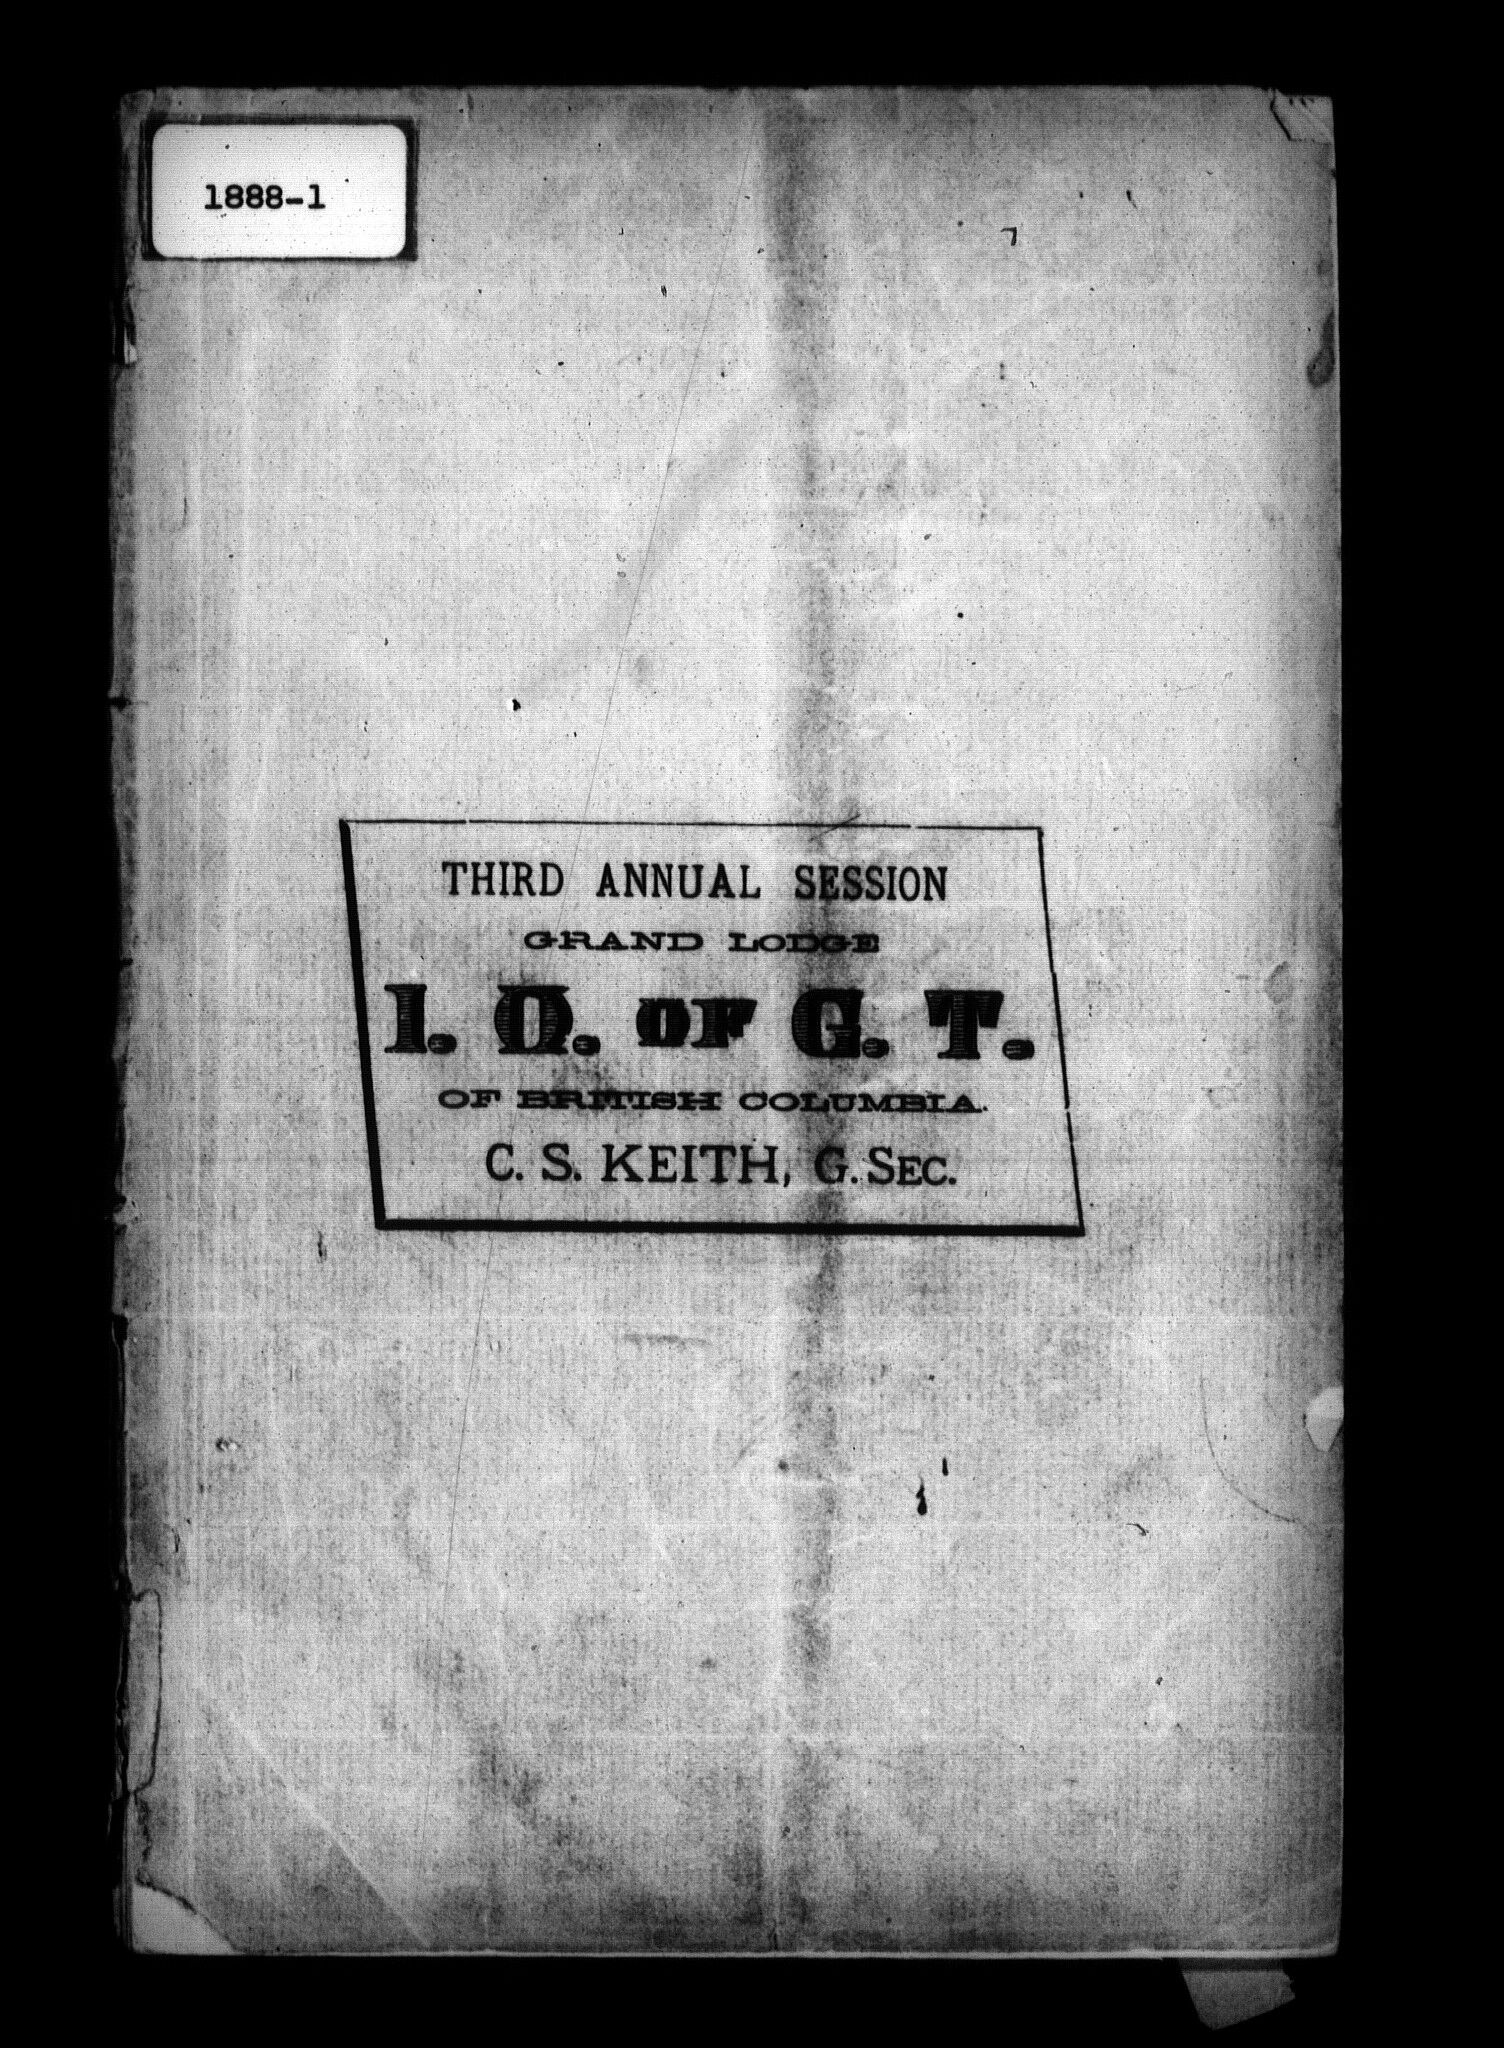 1888-1
THIRD ANNUAL SESSION
GRAND LODGE
I. O. OF G. T.
OF BRITISH COLUMBIA.
C. S. KEITH, G. SEC.